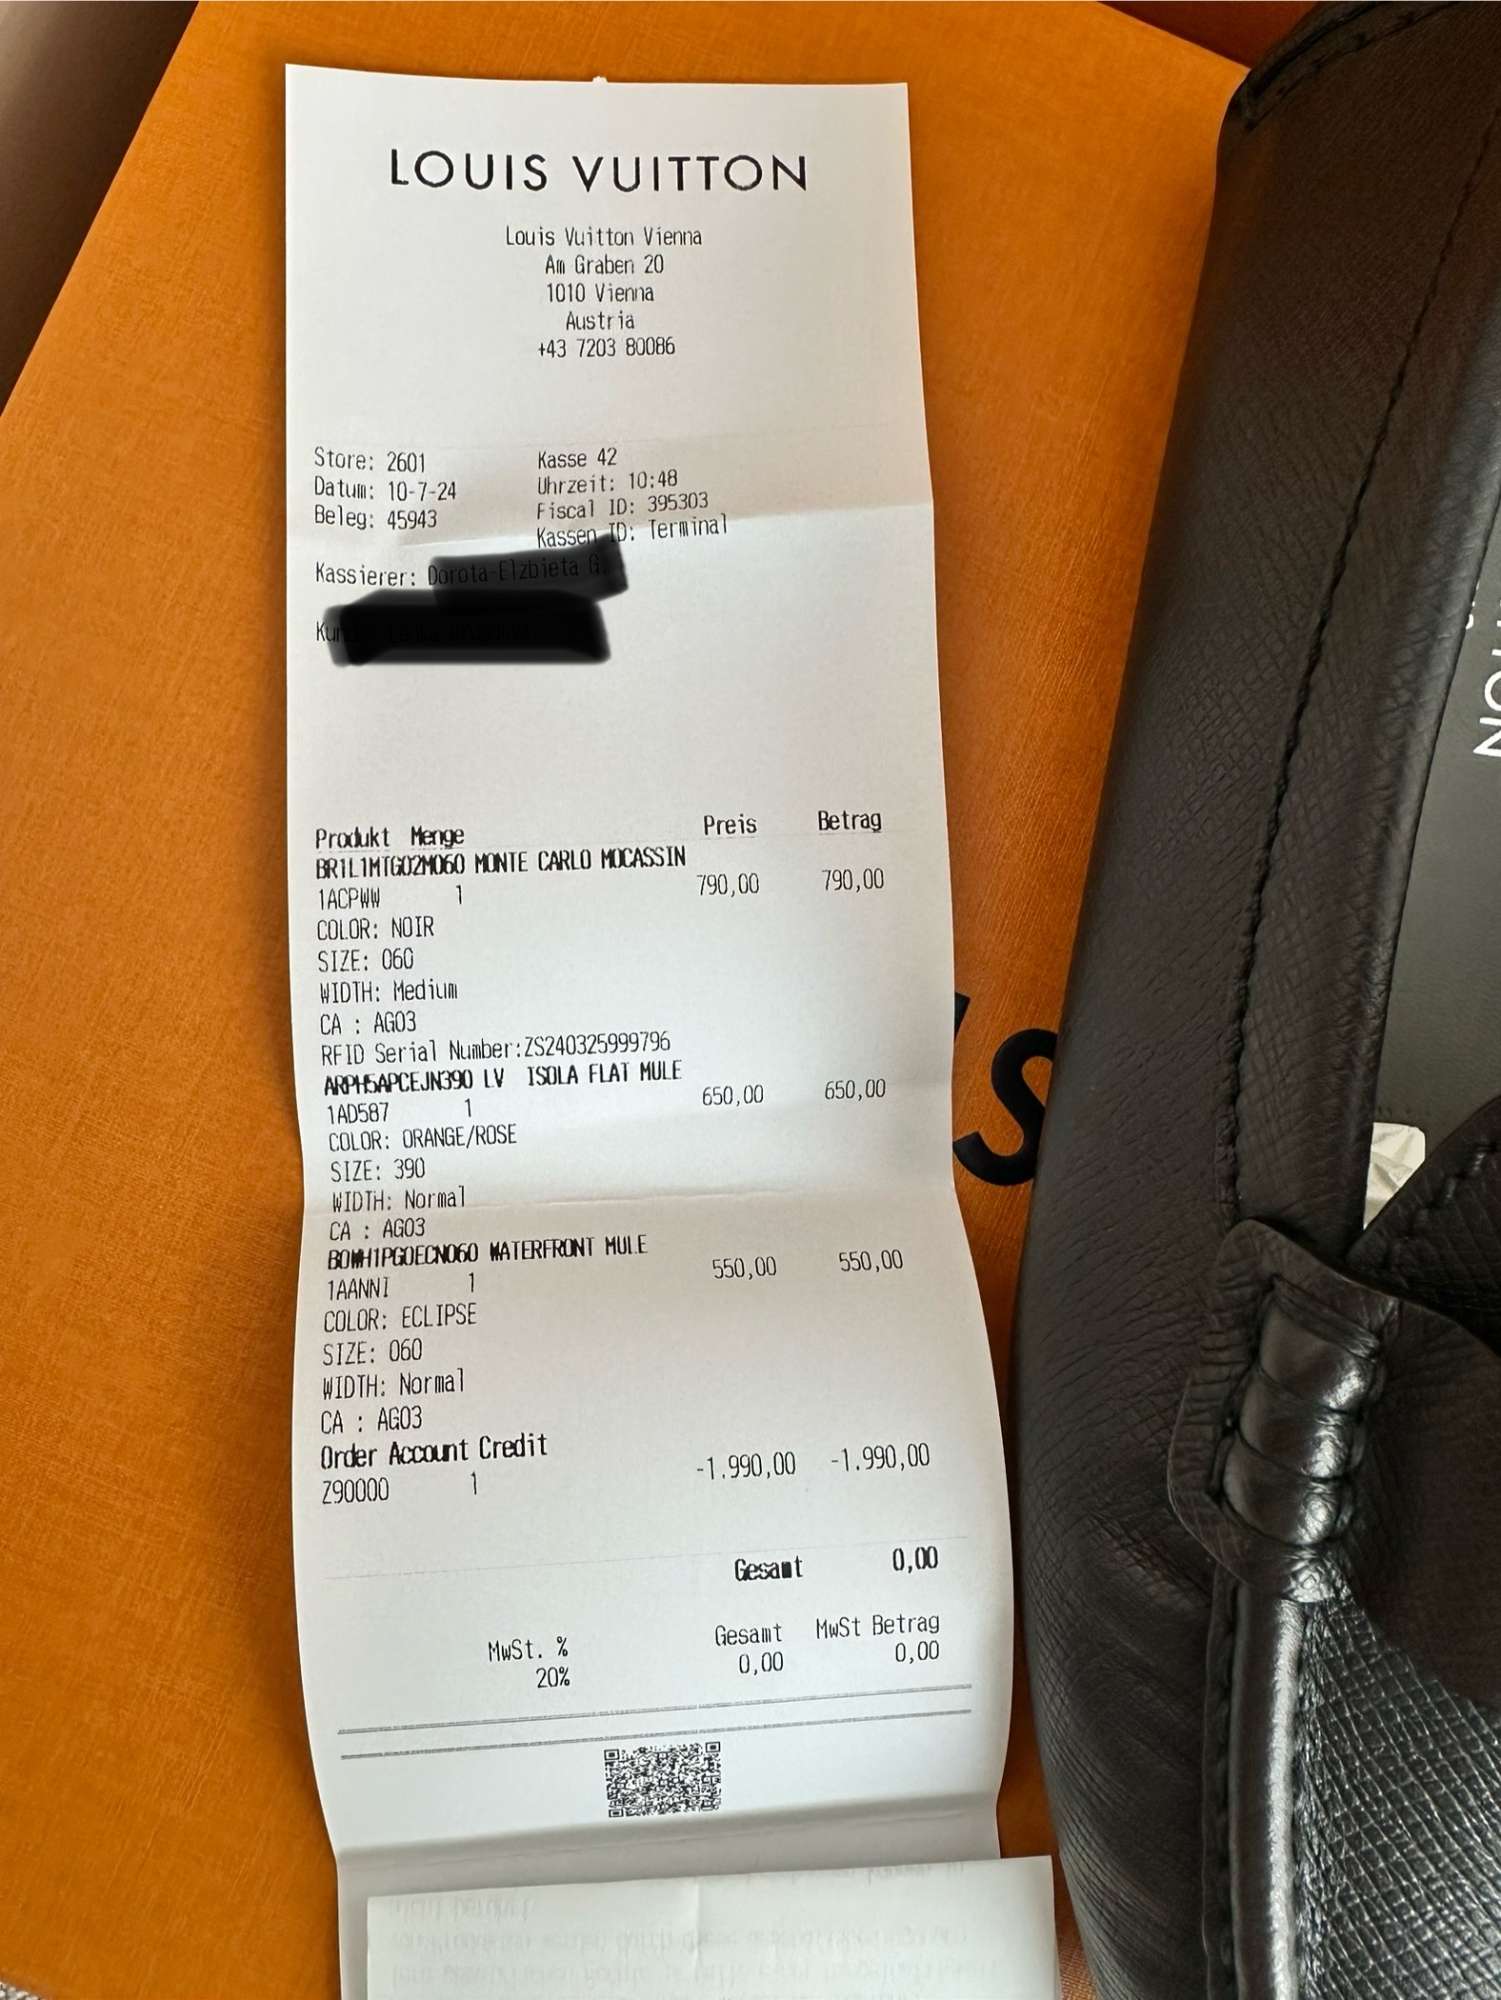 LOUIS VUITTON
Louis Vuitton Vienna
Am Graben 20
1010 Vienna
Austria
+43 7203 80086
Store: 2601 Kasse 42
Datum: 10-7-24 Uhrzeit: 10:48
Beleg: 45943 Fiscal ID: 395303
Kassen ID: Terminal
Kassierer:
Produkt Menge Preis Betrag
BR1L1MTG02M060 MONTE CARLO MOCASSIN
1ACPWW 1 790,00 790,00
COLOR: NOIR
SIZE: 060
WIDTH: Medium
CA : AG03
RFID Serial Number:ZS240325999796
ARPH5APCEJN390 LV ISOLA FLAT MULE
1AD587 1 650,00 650,00
COLOR: ORANGE/ROSE
SIZE: 390
WIDTH: Normal
CA : AG03
BOWH1PGOECN060 WATERFRONT MULE
1AANNI 1 550,00 550,00
COLOR: ECLIPSE
SIZE: 060
WIDTH: Normal
CA : AG03
Order Account Credit
Z90000 1 -1.990,00 -1.990,00
Gesamt 0,00
MwSt. % Gesamt MwSt Betrag
20% 0,00 0,00